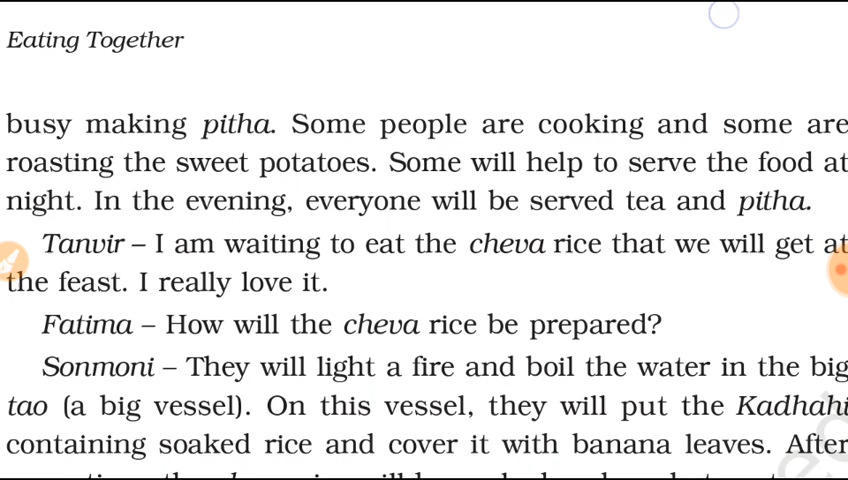 Eating Together
busy making pitha. Some people are cooking and some are
roasting the sweet potatoes. Some will help to serve the food at
night. In the evening, everyone will be served tea and pitha.
Tanvir – I am waiting to eat the cheva rice that we will get at
the feast. I really love it.
Fatima – How will the cheva rice be prepared?
Sonmoni – They will light a fire and boil the water in the big
tao (a big vessel). On this vessel, they will put the Kadhahi
containing soaked rice and cover it with banana leaves. After